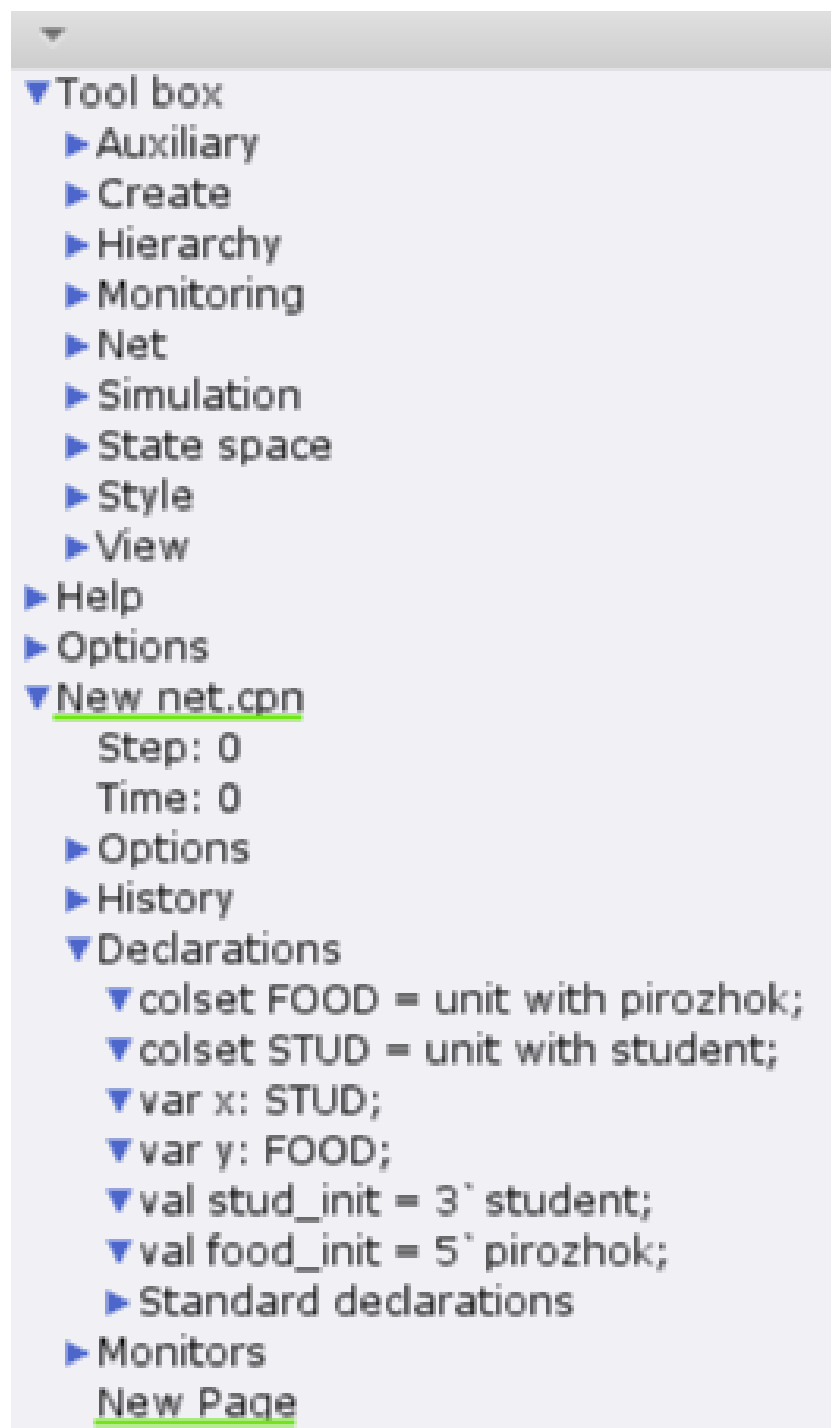 Tool box
Auxiliary
Create
Hierarchy
Monitoring
Net
Simulation
State space
Style
View
Help
Options
New net.cpn
Step: 0
Time: 0
Options
History
Declarations
colset FOOD = unit with pirozhok;
colset STUD = unit with student;
var x: STUD;
var y: FOOD;
val stud_init = 3`student;
val food_init = 5`pirozhok;
Standard declarations
Monitors
New Page